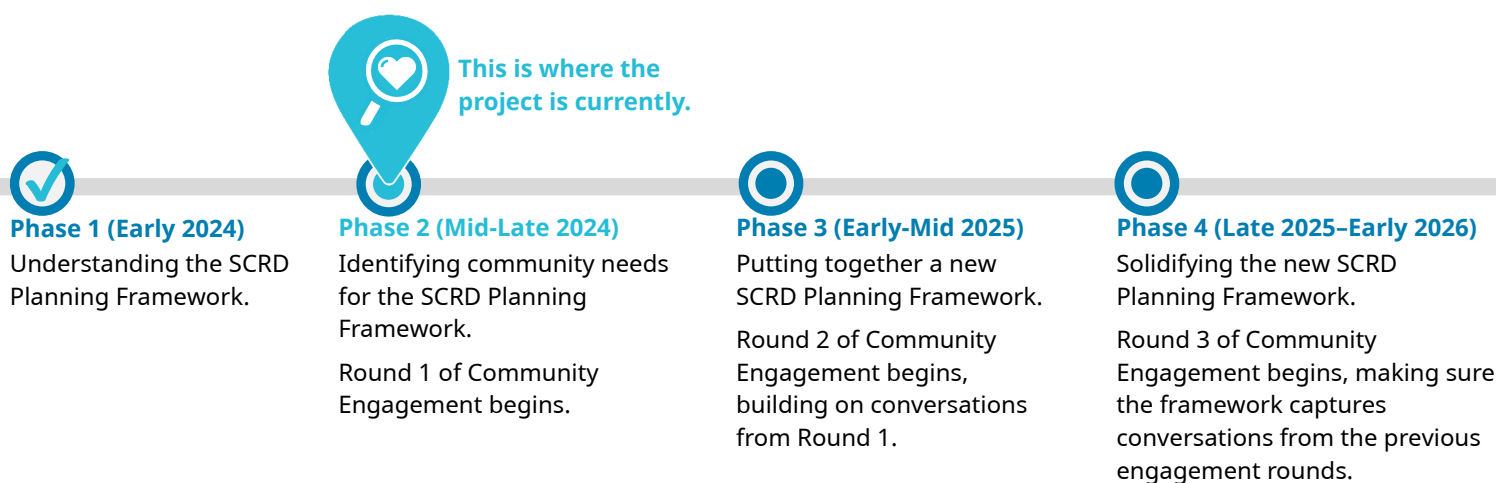 This is where the
project is currently.
Phase 1 (Early 2024)
Understanding the SCRD
Planning Framework.
Phase 2 (Mid-Late 2024)
Identifying community needs
for the SCRD Planning
Framework.
Round 1 of Community
Engagement begins.
Phase 3 (Early-Mid 2025)
Putting together a new
SCRD Planning Framework.
Round 2 of Community
Engagement begins,
building on conversations
from Round 1.
Phase 4 (Late 2025–Early 2026)
Solidifying the new SCRD
Planning Framework.
Round 3 of Community
Engagement begins, making sure
the framework captures
conversations from the previous
engagement rounds.